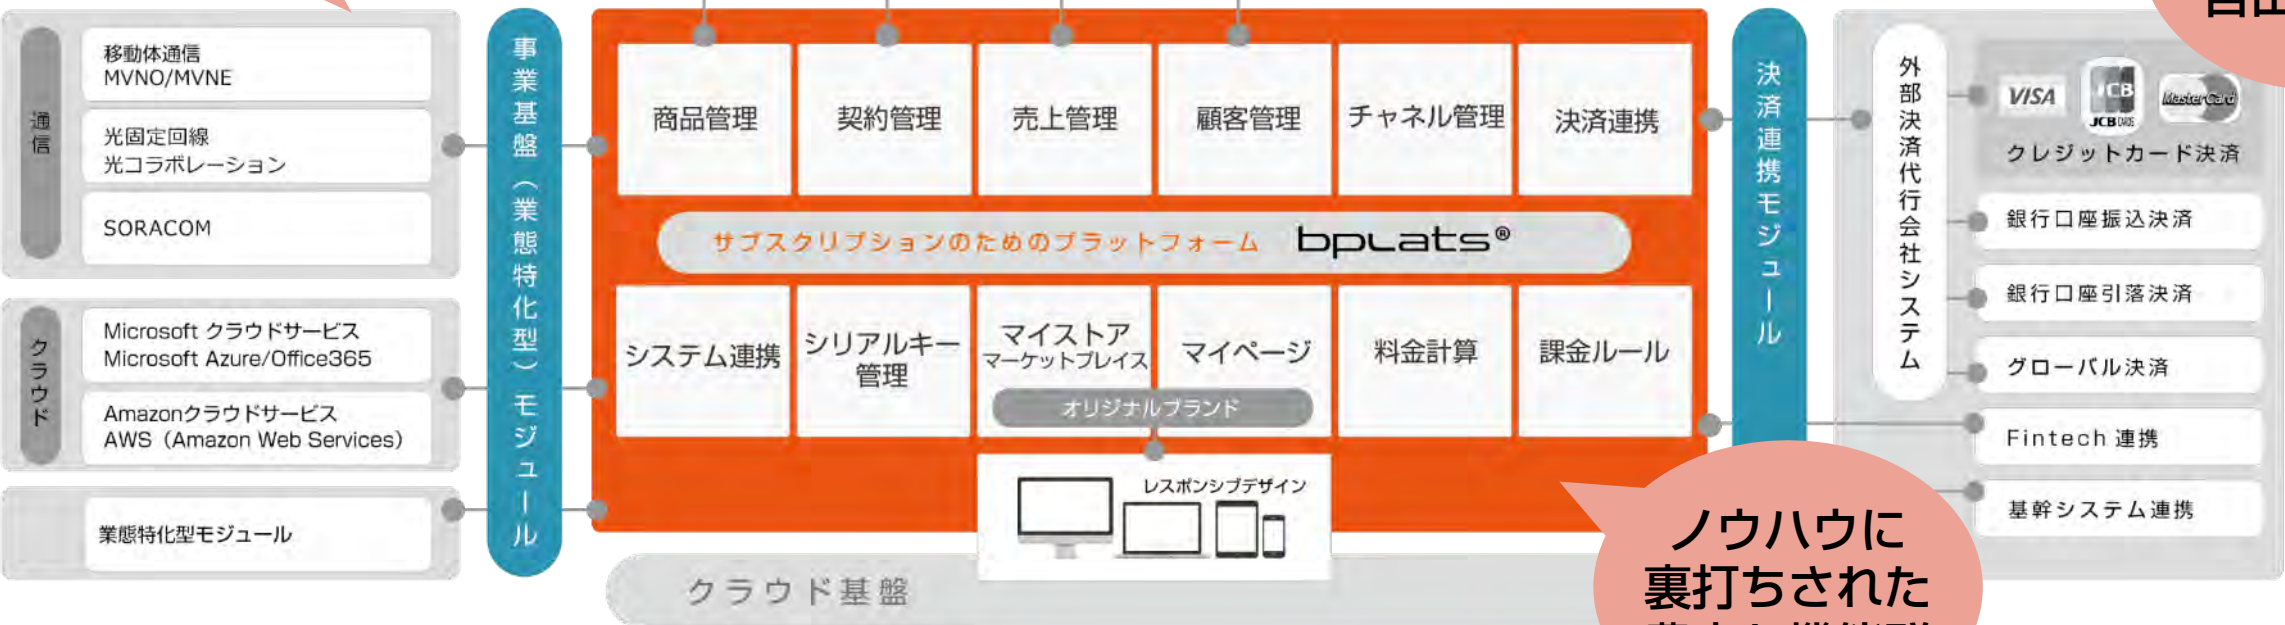 通信
移動体通信
MVNO/MVNE
光固定回線
光コラボレーション
SORACOM
クラウド
Microsoft クラウドサービス
Microsoft Azure/Office365
Amazonクラウドサービス
AWS（Amazon Web Services）
業態特化型モジュール
事業基盤（業態特化型）モジュール
商品管理
契約管理
売上管理
顧客管理
チャネル管理
決済連携
サブスクリプションのためのプラットフォーム bplats®
システム連携
シリアルキー
管理
マイストア
マーケットプレイス
マイページ
オリジナルブランド
料金計算
課金ルール
レスポンシブデザイン
クラウド基盤
決済連携モジュール
外部決済代行会社システム
VISA
JCB
JCB CARDS
MasterCard
クレジットカード決済
銀行口座振込決済
銀行口座引落決済
グローバル決済
Fintech 連携
基幹システム連携
ノウハウに
裏打ちされた